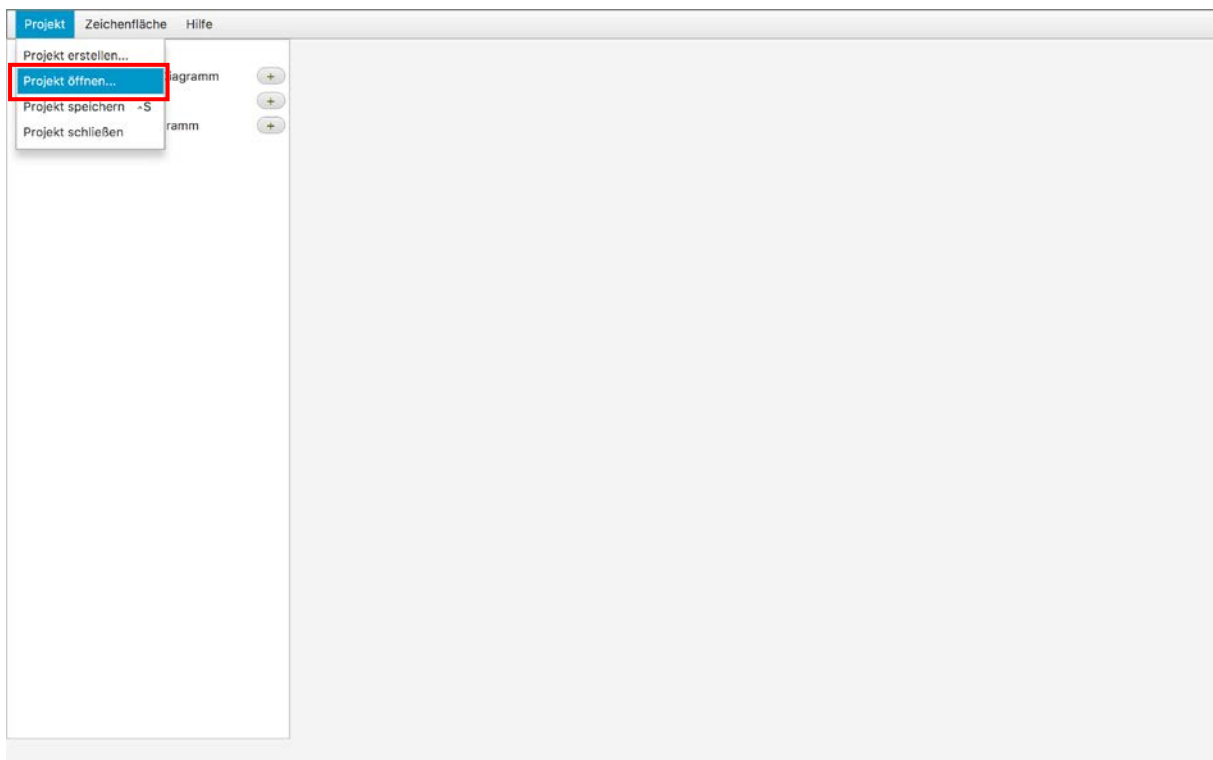 Projekt Zeichenfläche Hilfe
Projekt erstellen...
Projekt öffnen... iagramm +
+
Projekt speichern ^S
Projekt schließen ramm +